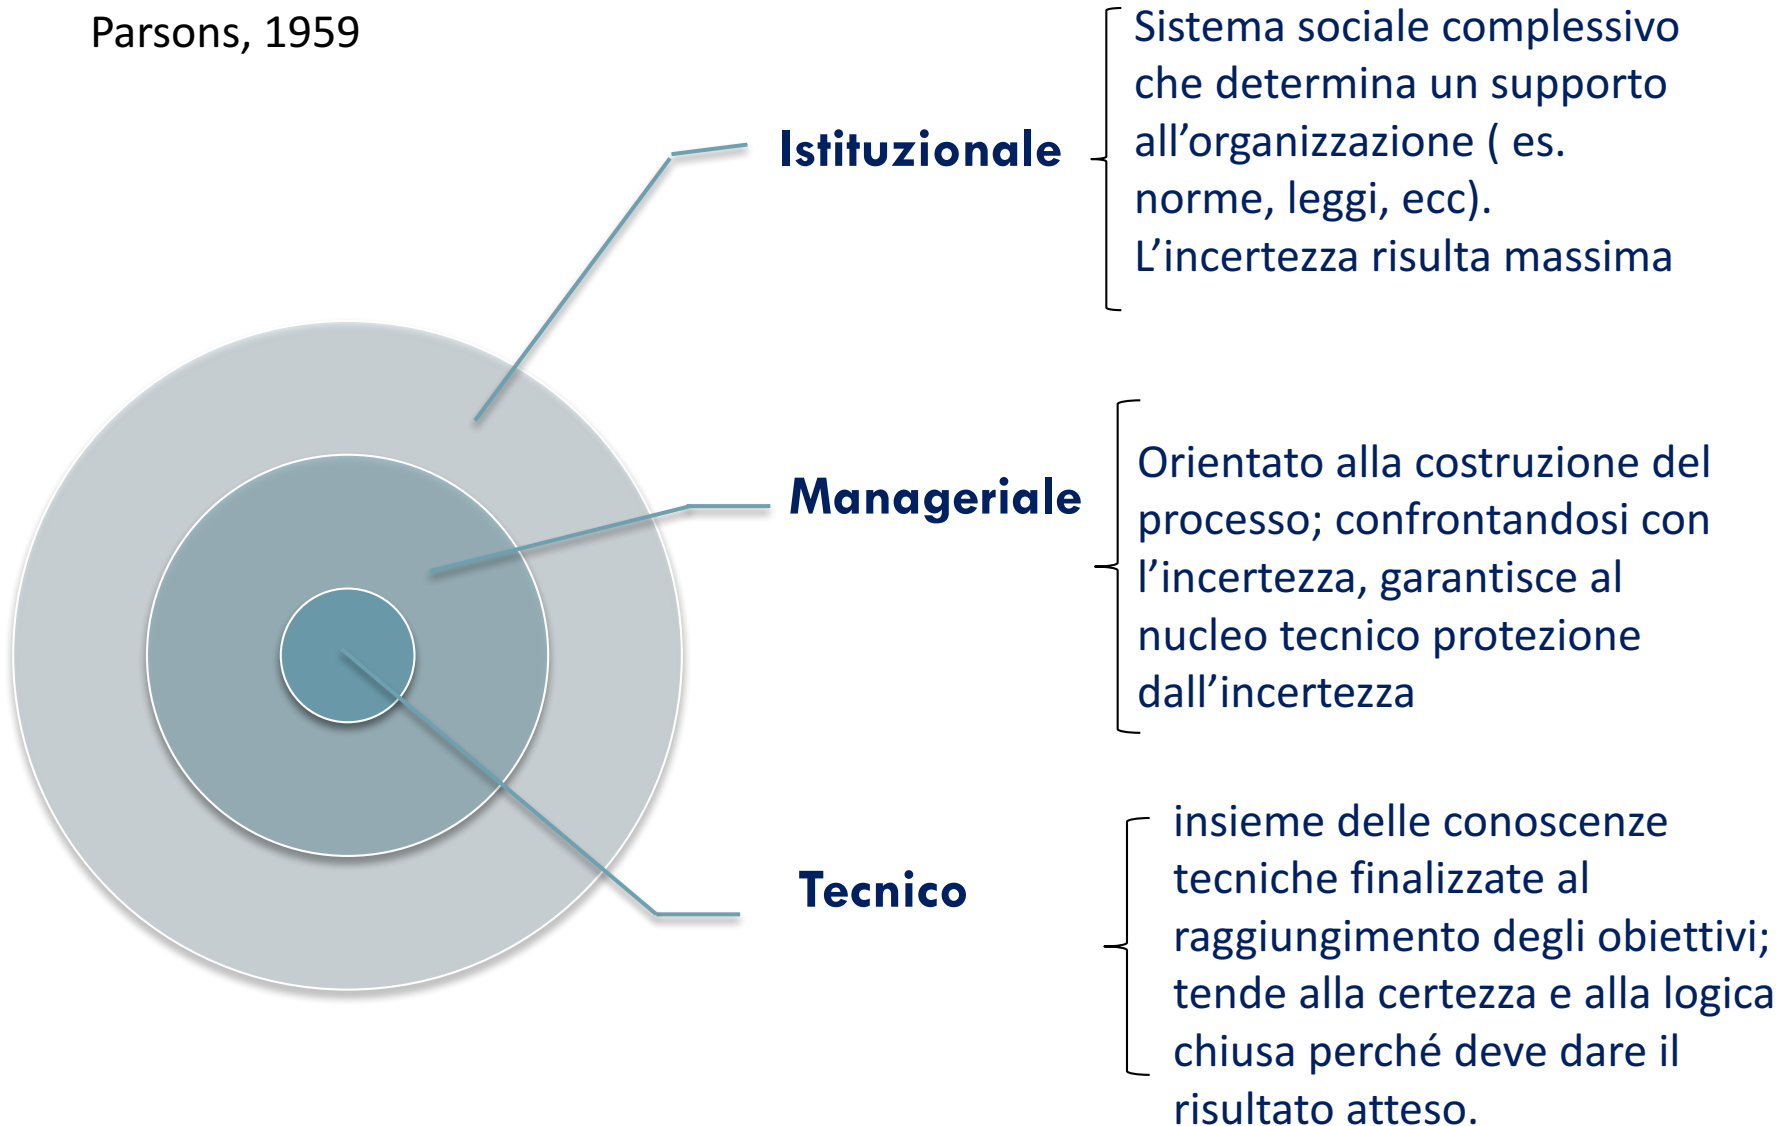 Parsons, 1959
Istituzionale
Sistema sociale complessivo
che determina un supporto
all’organizzazione ( es.
norme, leggi, ecc).
L’incertezza risulta massima
Manageriale
Orientato alla costruzione del
processo; confrontandosi con
l’incertezza, garantisce al
nucleo tecnico protezione
dall’incertezza
Tecnico
insieme delle conoscenze
tecniche finalizzate al
raggiungimento degli obiettivi;
tende alla certezza e alla logica
chiusa perché deve dare il
risultato atteso.